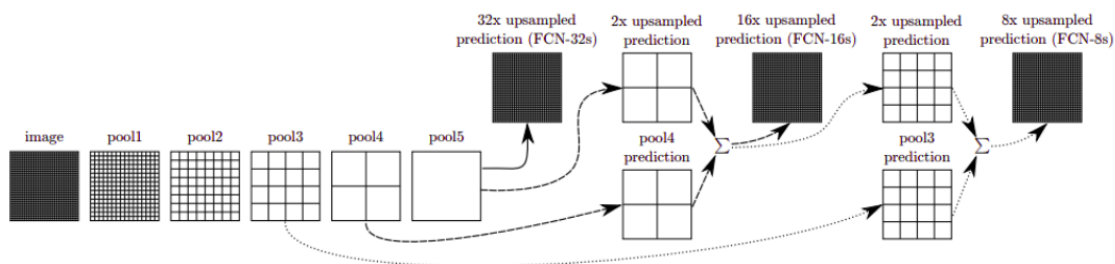 32x upsampled
prediction (FCN-32s)
2x upsampled
prediction
16x upsampled
prediction (FCN-16s)
2x upsampled
prediction
8x upsampled
prediction (FCN-8s)
image
pool1
pool2
pool3
pool4
pool5
pool4
prediction
Σ
pool3
prediction
Σ